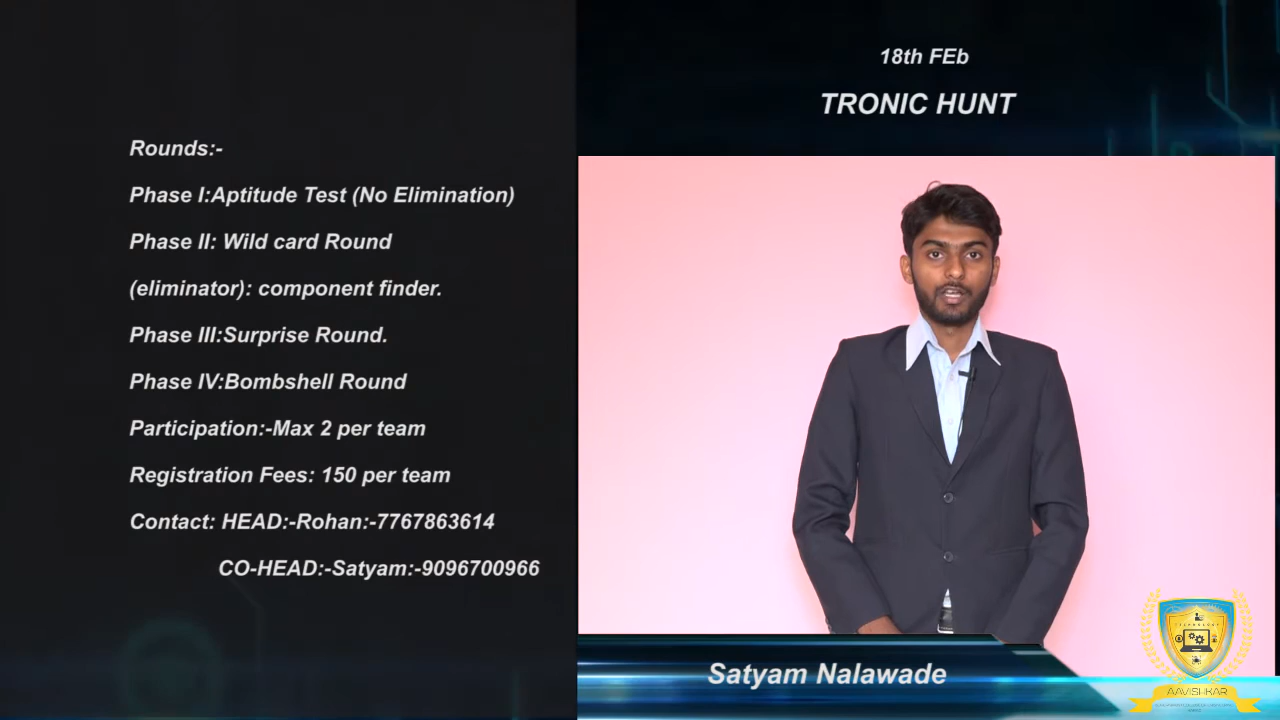 Rounds:-
Phase I:Aptitude Test (No Elimination)
Phase II: Wild card Round
(eliminator): component finder.
Phase III:Surprise Round.
Phase IV:Bombshell Round
Participation:-Max 2 per team
Registration Fees: 150 per team
Contact: HEAD:-Rohan:-7767863614
CO-HEAD:-Satyam:-9096700966
18th FEb
TRONIC HUNT
Satyam Nalawade
TECHNOLOGY
AAVISHKAR